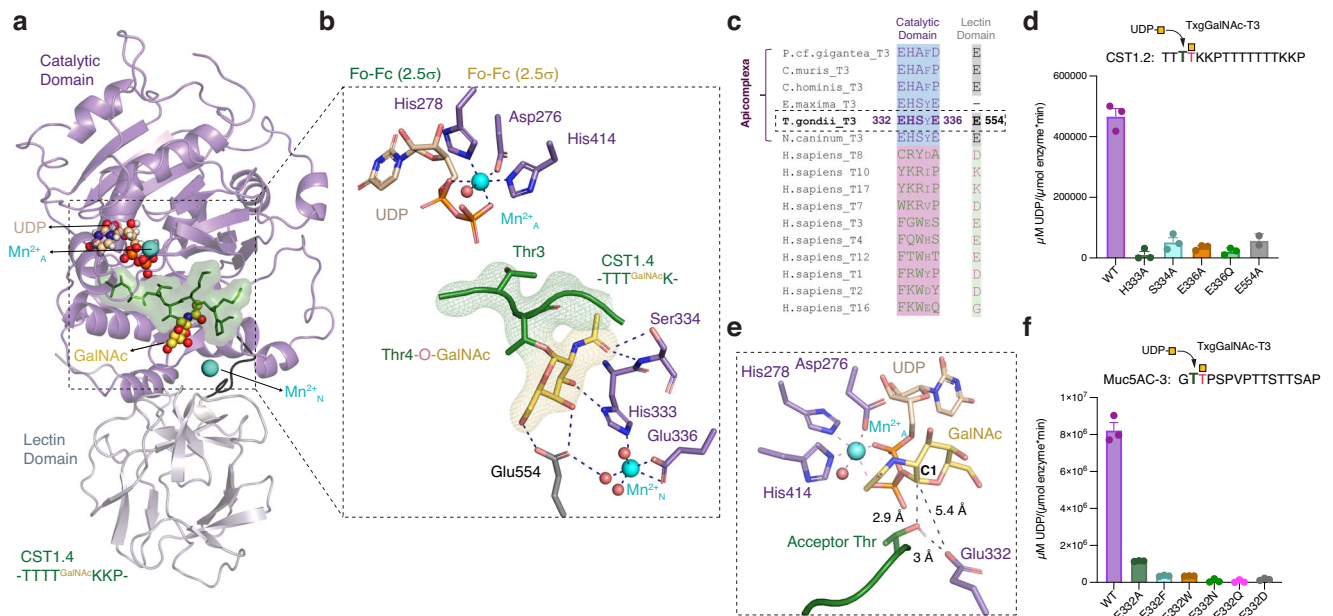 a
Catalytic
Domain
UDP
Mn²⁺A
GalNAc
Mn²⁺N
Lectin
Domain
CST1.4
-TTTTᴳᵃˡᴺᴬᶜKKP-
b
Fo-Fc (2.5σ) Fo-Fc (2.5σ)
His278
Asp276
His414
UDP
Mn²⁺A
Thr3
CST1.4
-TTTᴳᵃˡᴺᴬᶜK-
Ser334
Thr4-O-GalNAc
His333
Glu336
Glu554
Mn²⁺N
c
Catalytic
Domain
Lectin
Domain
Apicomplexa
P.cf.gigantea_T3 EHAFD E
C.muris_T3 EHAFP E
C.hominis_T3 EHAFP E
E.maxima_T3 EHSYE –
T.gondii_T3 332 EHSYE 336 E 554
N.caninum_T3 EHSYE E
H.sapiens_T8 CRYDA D
H.sapiens_T10 YKRIP K
H.sapiens_T17 YKRIP K
H.sapiens_T7 WKRVP D
H.sapiens_T3 FGWES E
H.sapiens_T4 FQWHS E
H.sapiens_T12 FTWHT E
H.sapiens_T1 FRWYP D
H.sapiens_T2 FKWDY D
H.sapiens_T16 FKWEQ G
d
TxgGalNAc-T3
UDP-
CST1.2: TTTTTKKPTTTTTTTKKP
µM UDP/(µmol enzyme*min)
600000
400000
200000
0
WT
H333A
S334A
E336A
E336Q
E554A
e
Asp276
UDP
His278
Mn²⁺A
GalNAc
C1
His414
2.9 Å
5.4 Å
Acceptor Thr
3 Å
Glu332
f
TxgGalNAc-T3
UDP-
Muc5AC-3: GTTPSPVPTTSTTSAP
µM UDP/(µmol enzyme*min)
1×10⁷
8×10⁶
6×10⁶
4×10⁶
2×10⁶
0
WT
E332A
E332F
E332W
E332N
E332Q
E332D